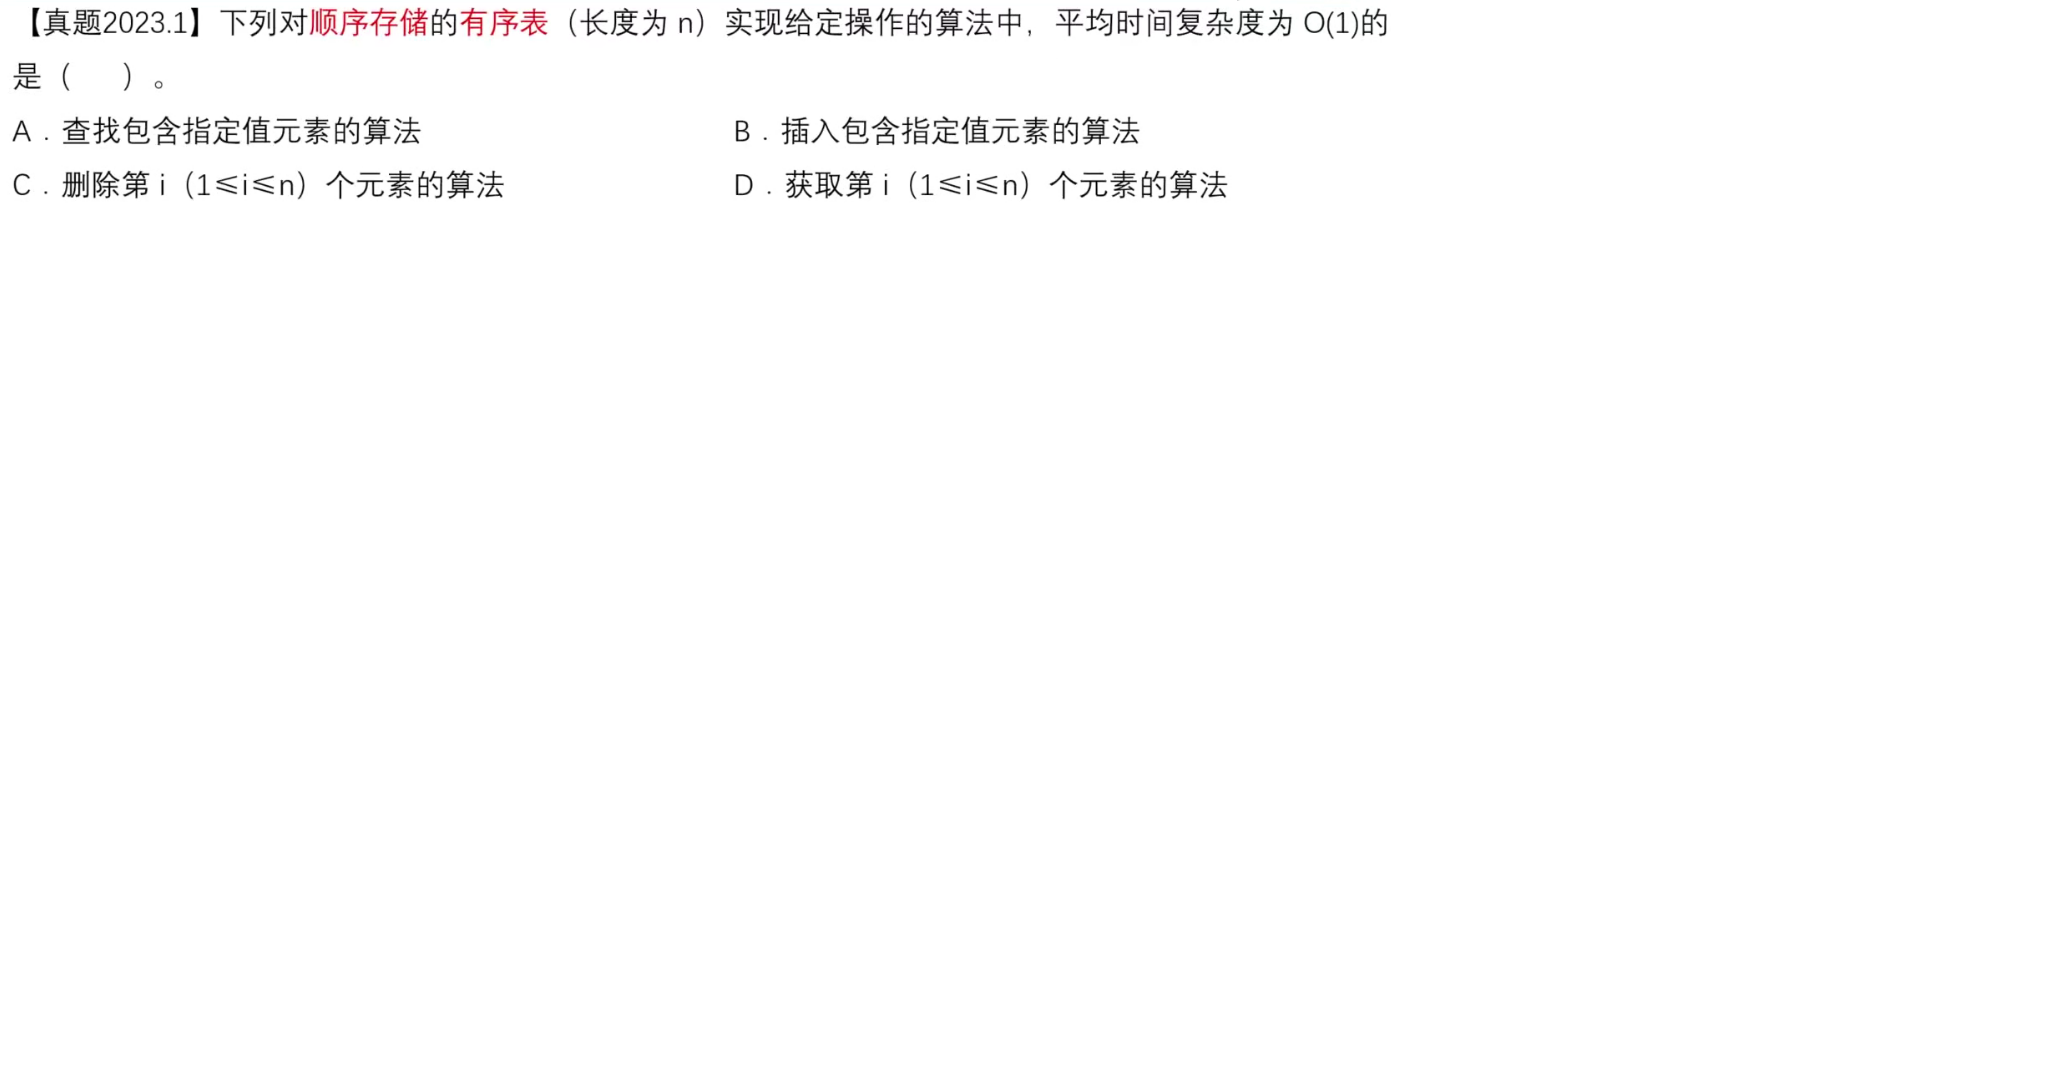 【真题2023.1】下列对顺序存储的有序表（长度为 n）实现给定操作的算法中，平均时间复杂度为 O(1)的
是（　　）。
A．查找包含指定值元素的算法　　B．插入包含指定值元素的算法
C．删除第 i（1≤i≤n）个元素的算法　　D．获取第 i（1≤i≤n）个元素的算法